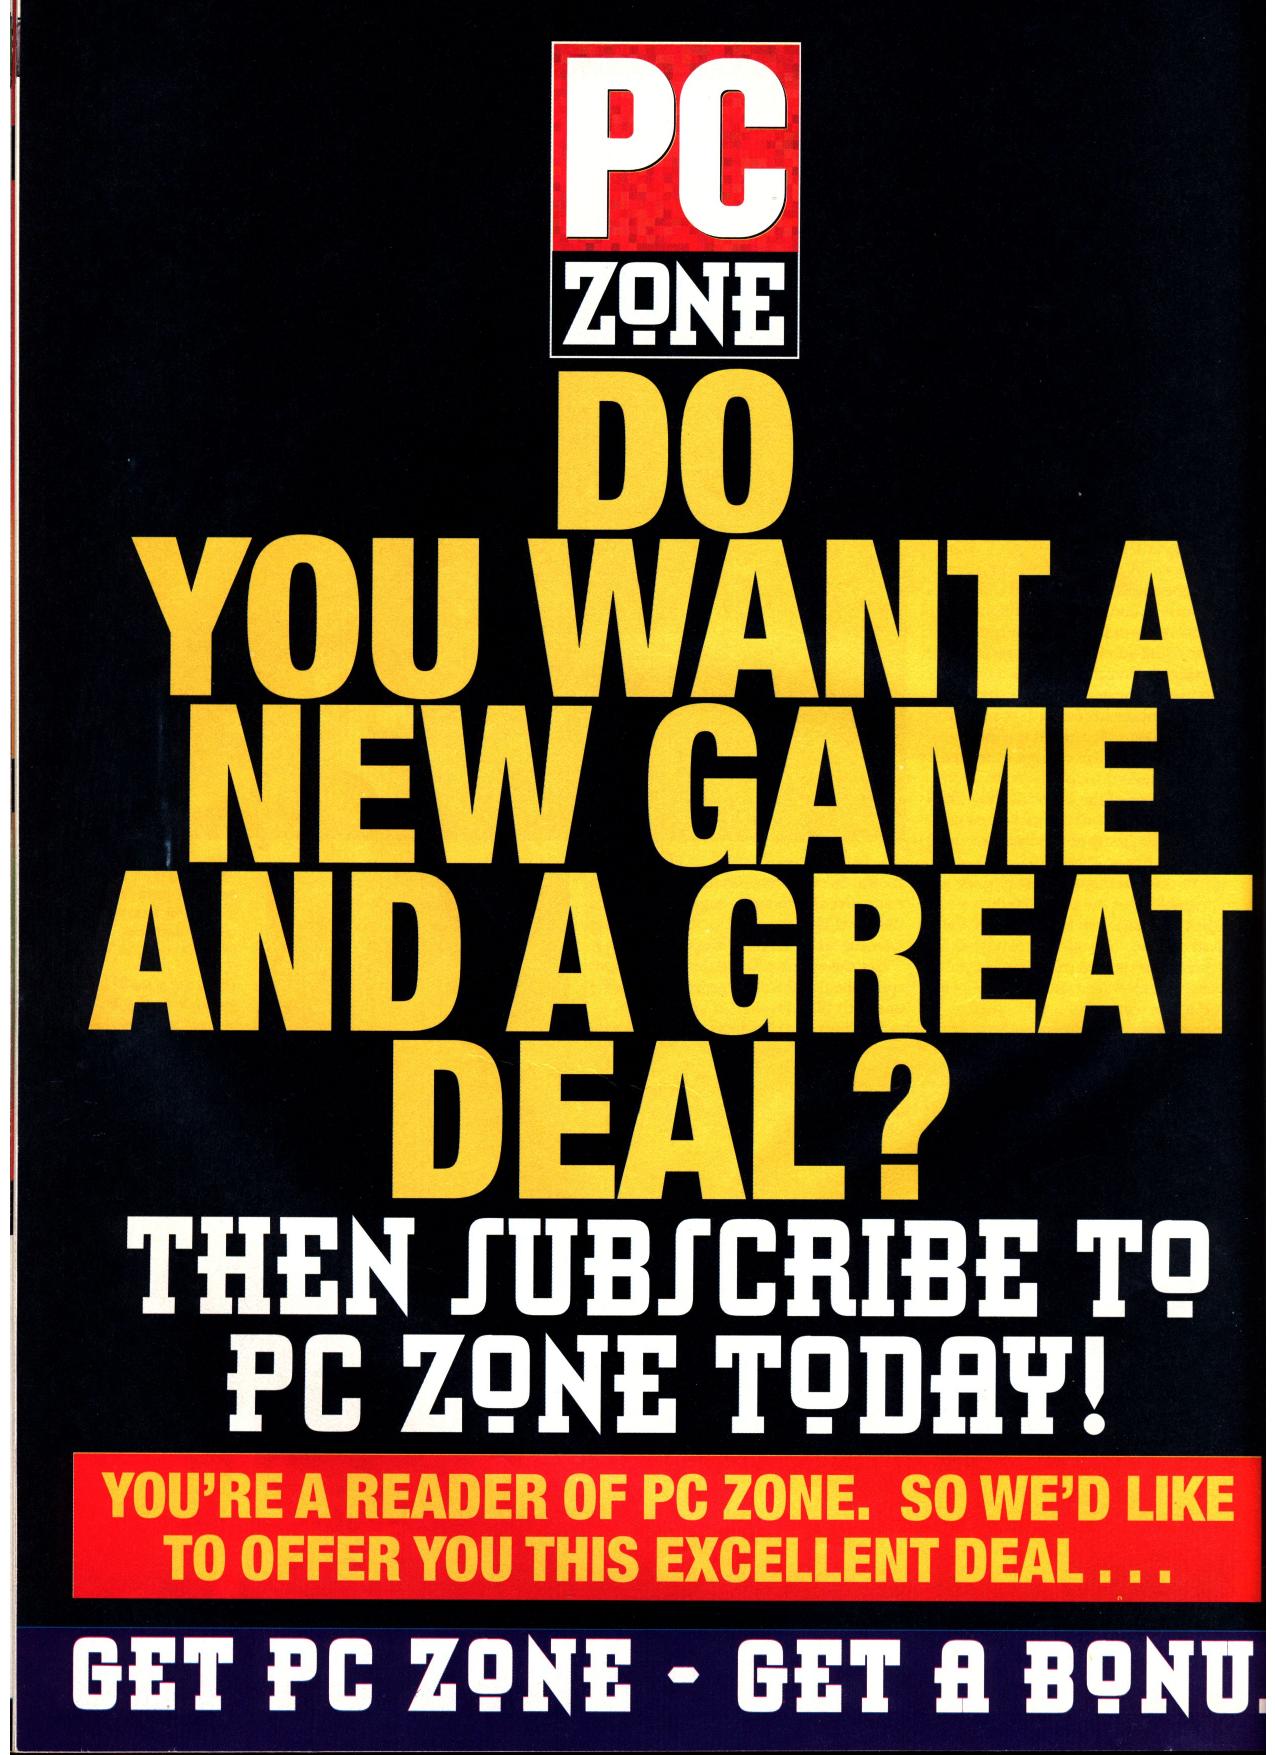 PC
ZONE
DO
YOU WANT A
NEW GAME
AND A GREAT
DEAL?
THEN SUBSCRIBE TO
PC ZONE TODAY!
YOU'RE A READER OF PC ZONE. SO WE'D LIKE
TO OFFER YOU THIS EXCELLENT DEAL . . .
GET PC ZONE - GET A BONU